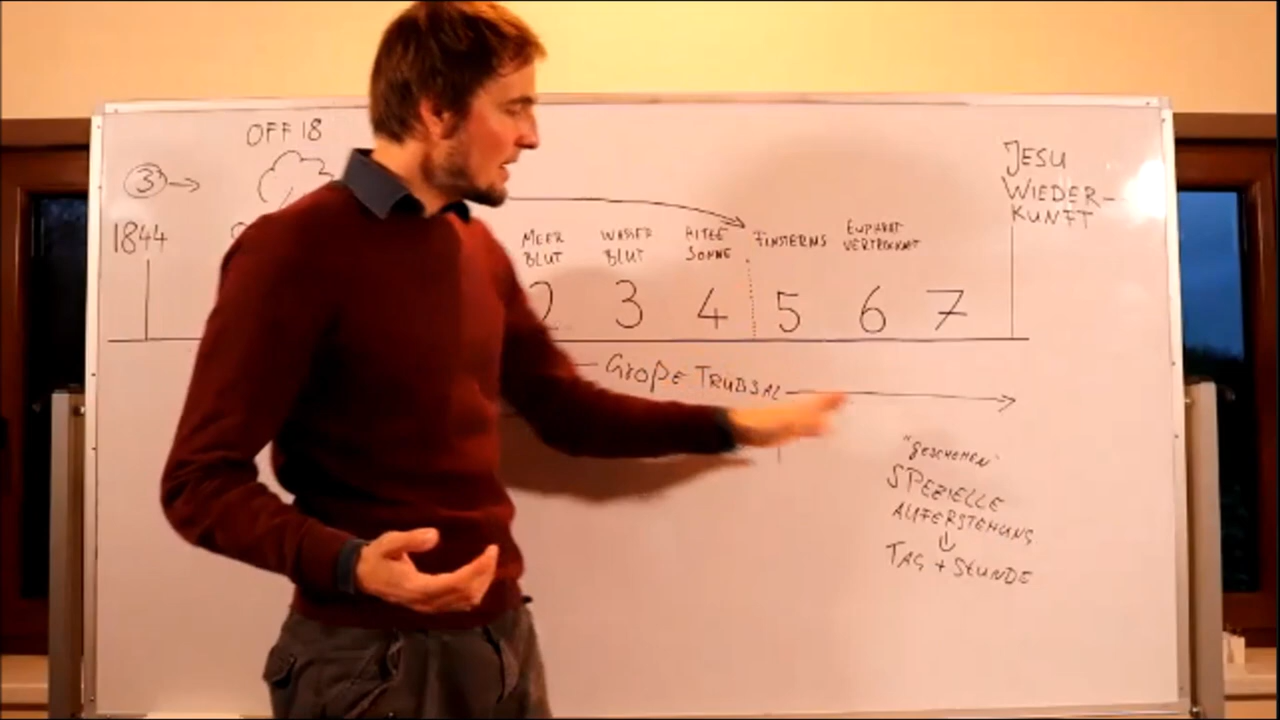 OFF 18
3
1844
JESU
WIEDER-
KUNFT
MEER
BLUT
WASSER
BLUT
HITZE
SONNE
FINSTERNIS
EUPHRAT
VERTROCKNET
2 3 4 5 6 7
GROßE TRÜBSAL
"GESCHEHEN"
SPEZIELLE
AUFERSTEHUNG
TAG + STUNDE